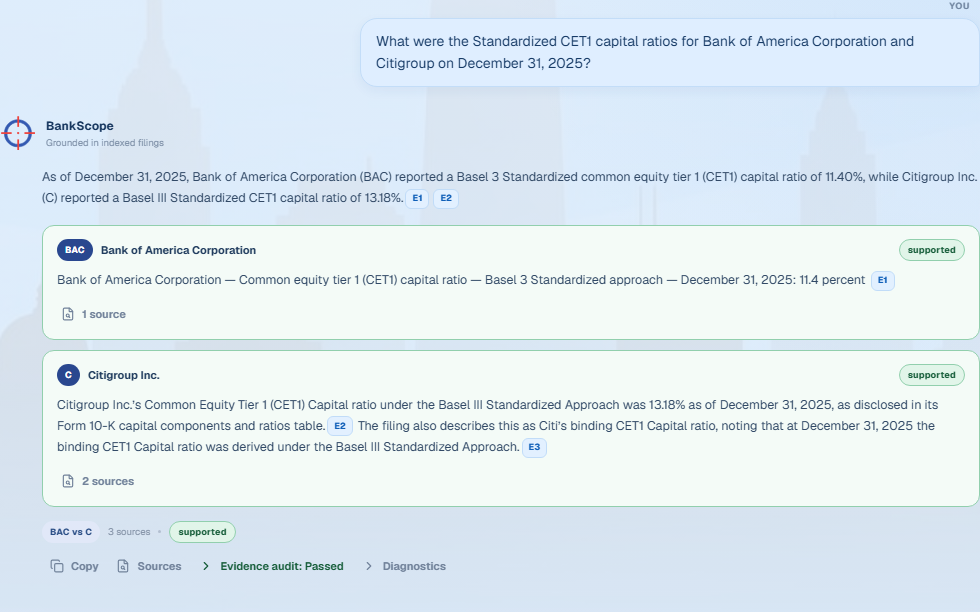 YOU
What were the Standardized CET1 capital ratios for Bank of America Corporation and
Citigroup on December 31, 2025?
BankScope
Grounded in indexed filings
As of December 31, 2025, Bank of America Corporation (BAC) reported a Basel 3 Standardized common equity tier 1 (CET1) capital ratio of 11.40%, while Citigroup Inc.
(C) reported a Basel III Standardized CET1 capital ratio of 13.18%. E1 E2
BAC Bank of America Corporation supported
Bank of America Corporation — Common equity tier 1 (CET1) capital ratio — Basel 3 Standardized approach — December 31, 2025: 11.4 percent E1
1 source
C Citigroup Inc. supported
Citigroup Inc.'s Common Equity Tier 1 (CET1) Capital ratio under the Basel III Standardized Approach was 13.18% as of December 31, 2025, as disclosed in its
Form 10-K capital components and ratios table. E2 The filing also describes this as Citi's binding CET1 Capital ratio, noting that at December 31, 2025 the
binding CET1 Capital ratio was derived under the Basel III Standardized Approach. E3
2 sources
BAC vs C 3 sources • supported
Copy Sources Evidence audit: Passed Diagnostics